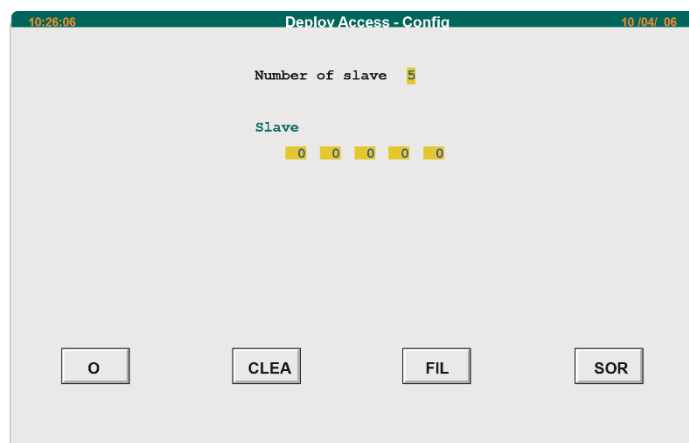 10:26:06 Deploy Access - Config 10 /04/ 06
Number of slave 5
Slave
0 0 0 0 0
O CLEA FIL SOR